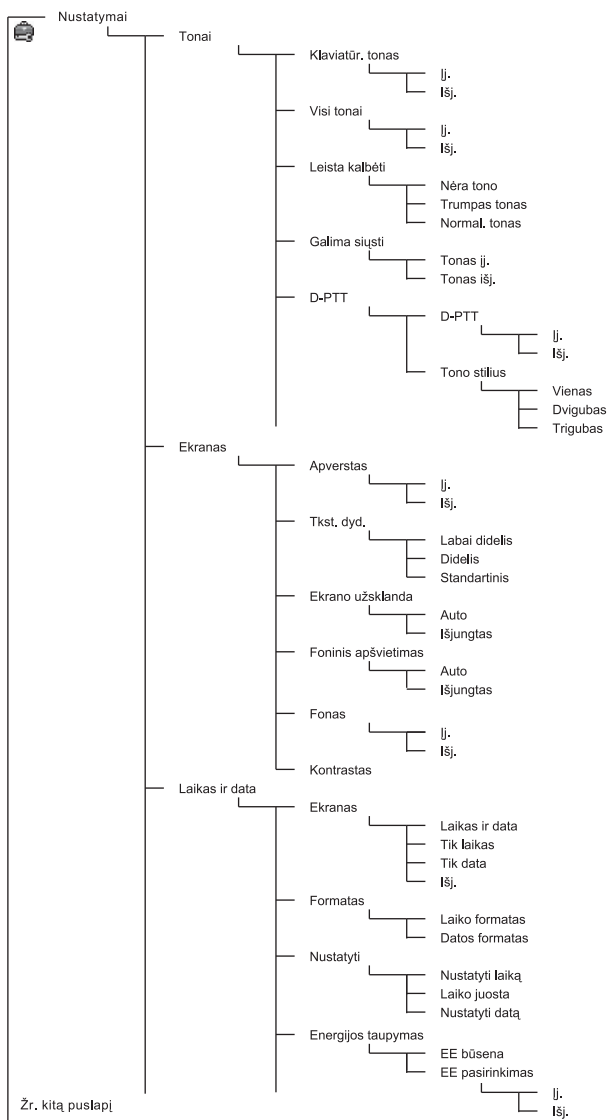 Nustatymai
Tonai
Klaviatūr. tonas
Įj.
Išj.
Visi tonai
Įj.
Išj.
Leista kalbėti
Nėra tono
Trumpas tonas
Normal. tonas
Galima siųsti
Tonas įj.
Tonas išj.
D-PTT
D-PTT
Įj.
Išj.
Tono stilius
Vienas
Dvigubas
Trigubas
Ekranas
Apverstas
Įj.
Išj.
Tkst. dyd.
Labai didelis
Didelis
Standartinis
Ekrano užsklanda
Auto
Išjungtas
Foninis apšvietimas
Auto
Išjungtas
Fonas
Įj.
Išj.
Kontrastas
Laikas ir data
Ekranas
Laikas ir data
Tik laikas
Tik data
Išj.
Formatas
Laiko formatas
Datos formatas
Nustatyti
Nustatyti laiką
Laiko juosta
Nustatyti datą
Energijos taupymas
EE būsena
EE pasirinkimas
Įj.
Išj.
Žr. kitą puslapį